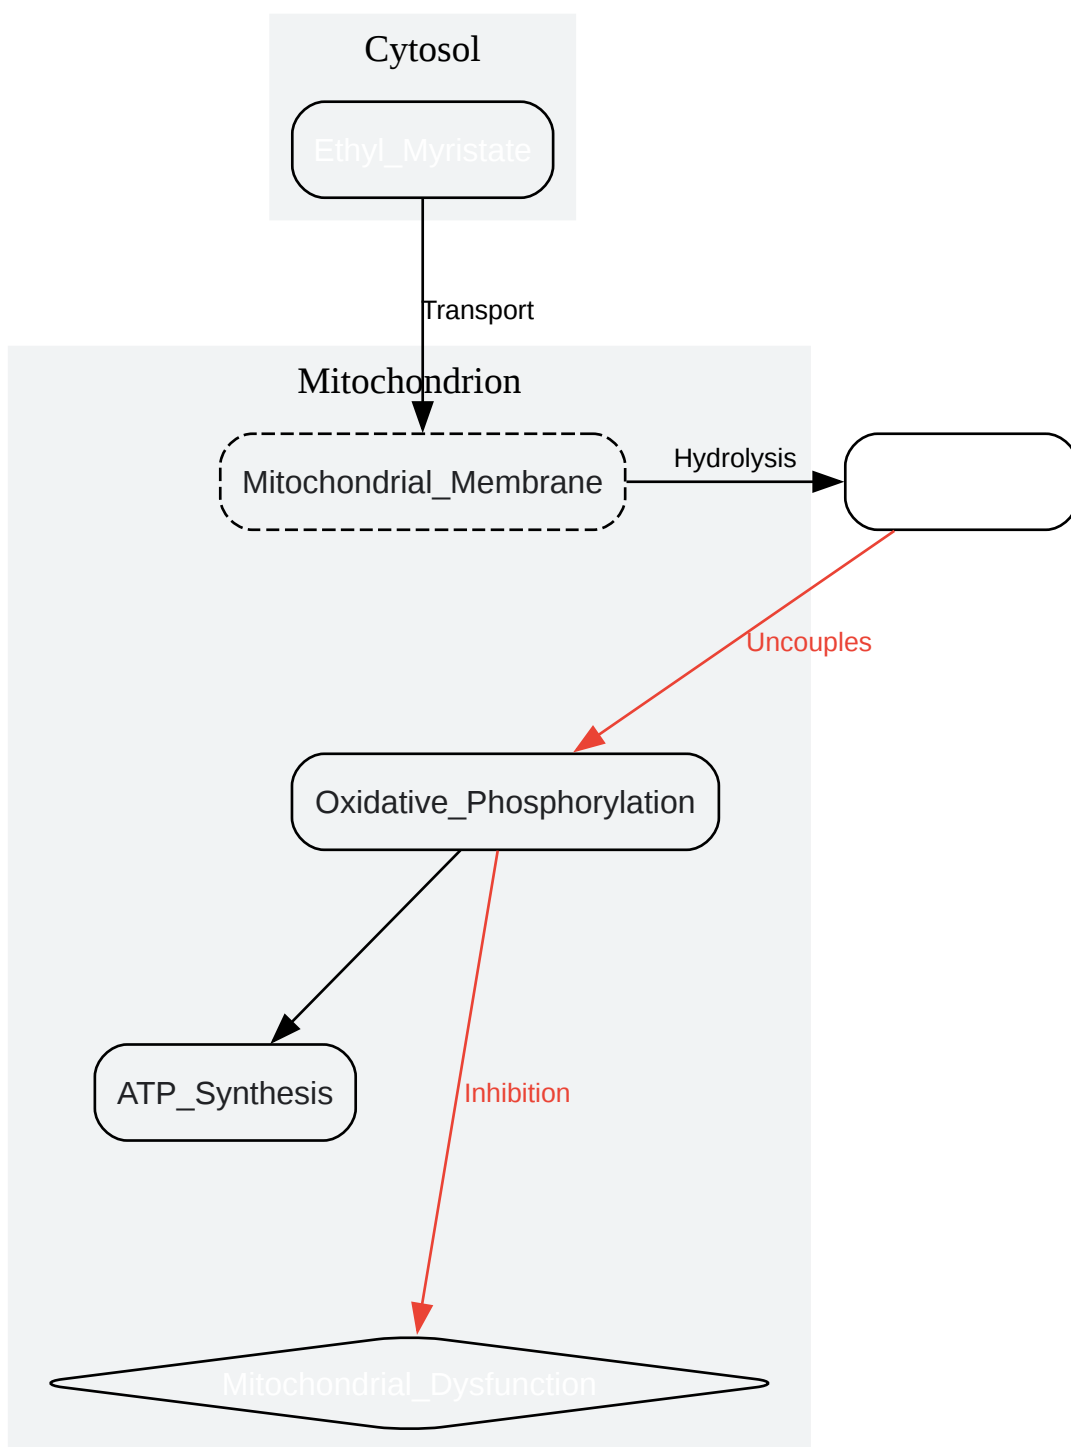 Cytosol
Ethyl_Myristate
Transport
Mitochondrion
Mitochondrial_Membrane
Hydrolysis
Uncouples
Oxidative_Phosphorylation
ATP_Synthesis
Inhibition
Mitochondrial_Dysfunction